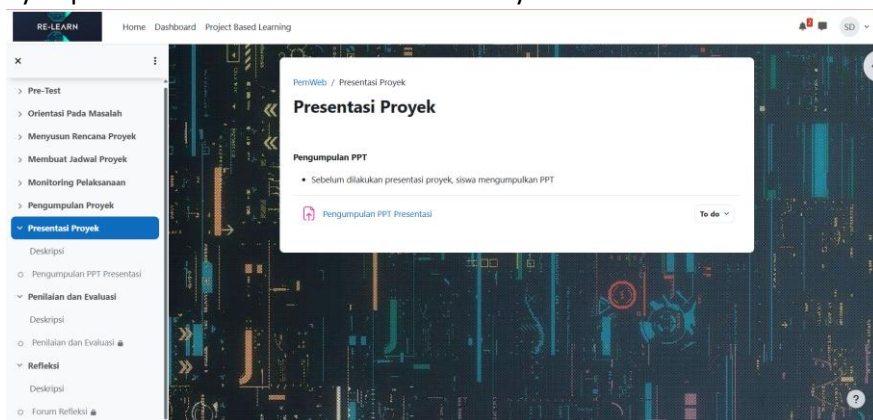 RE-LEARN
Home Dashboard Project Based Learning
2
SD
Pre-Test
Orientasi Pada Masalah
Menyusun Rencana Proyek
Membuat Jadwal Proyek
Monitoring Pelaksanaan
Pengumpulan Proyek
Presentasi Proyek
Deskripsi
Pengumpulan PPT Presentasi
Penilaian dan Evaluasi
Deskripsi
Penilaian dan Evaluasi
Refleksi
Deskripsi
Forum Refleksi
PemWeb / Presentasi Proyek
Presentasi Proyek
Pengumpulan PPT
• Sebelum dilakukan presentasi proyek, siswa mengumpulkan PPT
Pengumpulan PPT Presentasi
To do
?